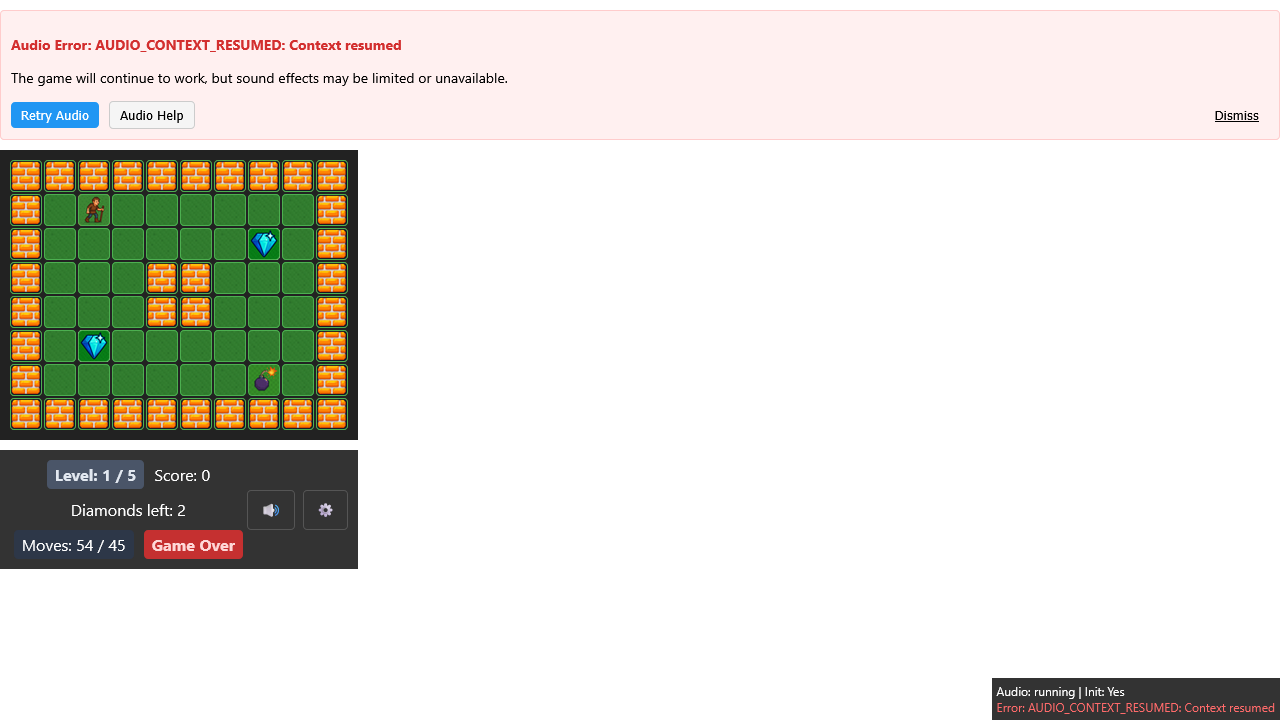 Audio Error: AUDIO_CONTEXT_RESUMED: Context resumed
The game will continue to work, but sound effects may be limited or unavailable.
Retry Audio
Audio Help
Dismiss
Level: 1 / 5
Score: 0
Diamonds left: 2
Moves: 54 / 45
Game Over
Audio: running | Init: Yes
Error: AUDIO_CONTEXT_RESUMED: Context resumed